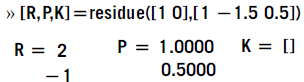 » [R,P,K]=residue([1 0],[1 −1.5 0.5])
R = 2 P = 1.0000 K = []
−1 0.5000